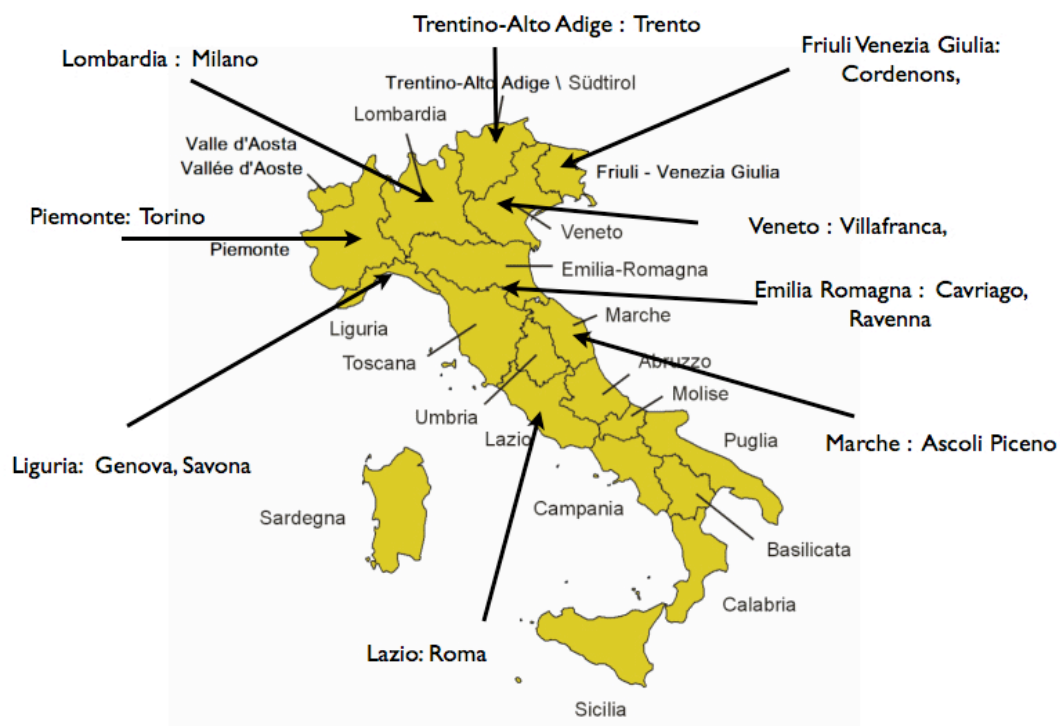 Trentino-Alto Adige : Trento
Lombardia : Milano
Friuli Venezia Giulia:
Cordenons,
Trentino-Alto Adige \ Südtirol
Lombardia
Valle d'Aosta
Vallée d'Aoste
Friuli - Venezia Giulia
Piemonte: Torino
Veneto : Villafranca,
Veneto
Piemonte
Emilia-Romagna
Emilia Romagna : Cavriago,
Ravenna
Marche
Liguria
Toscana
Abruzzo
Molise
Umbria
Lazio
Puglia
Marche : Ascoli Piceno
Liguria: Genova, Savona
Sardegna
Campania
Basilicata
Calabria
Lazio: Roma
Sicilia